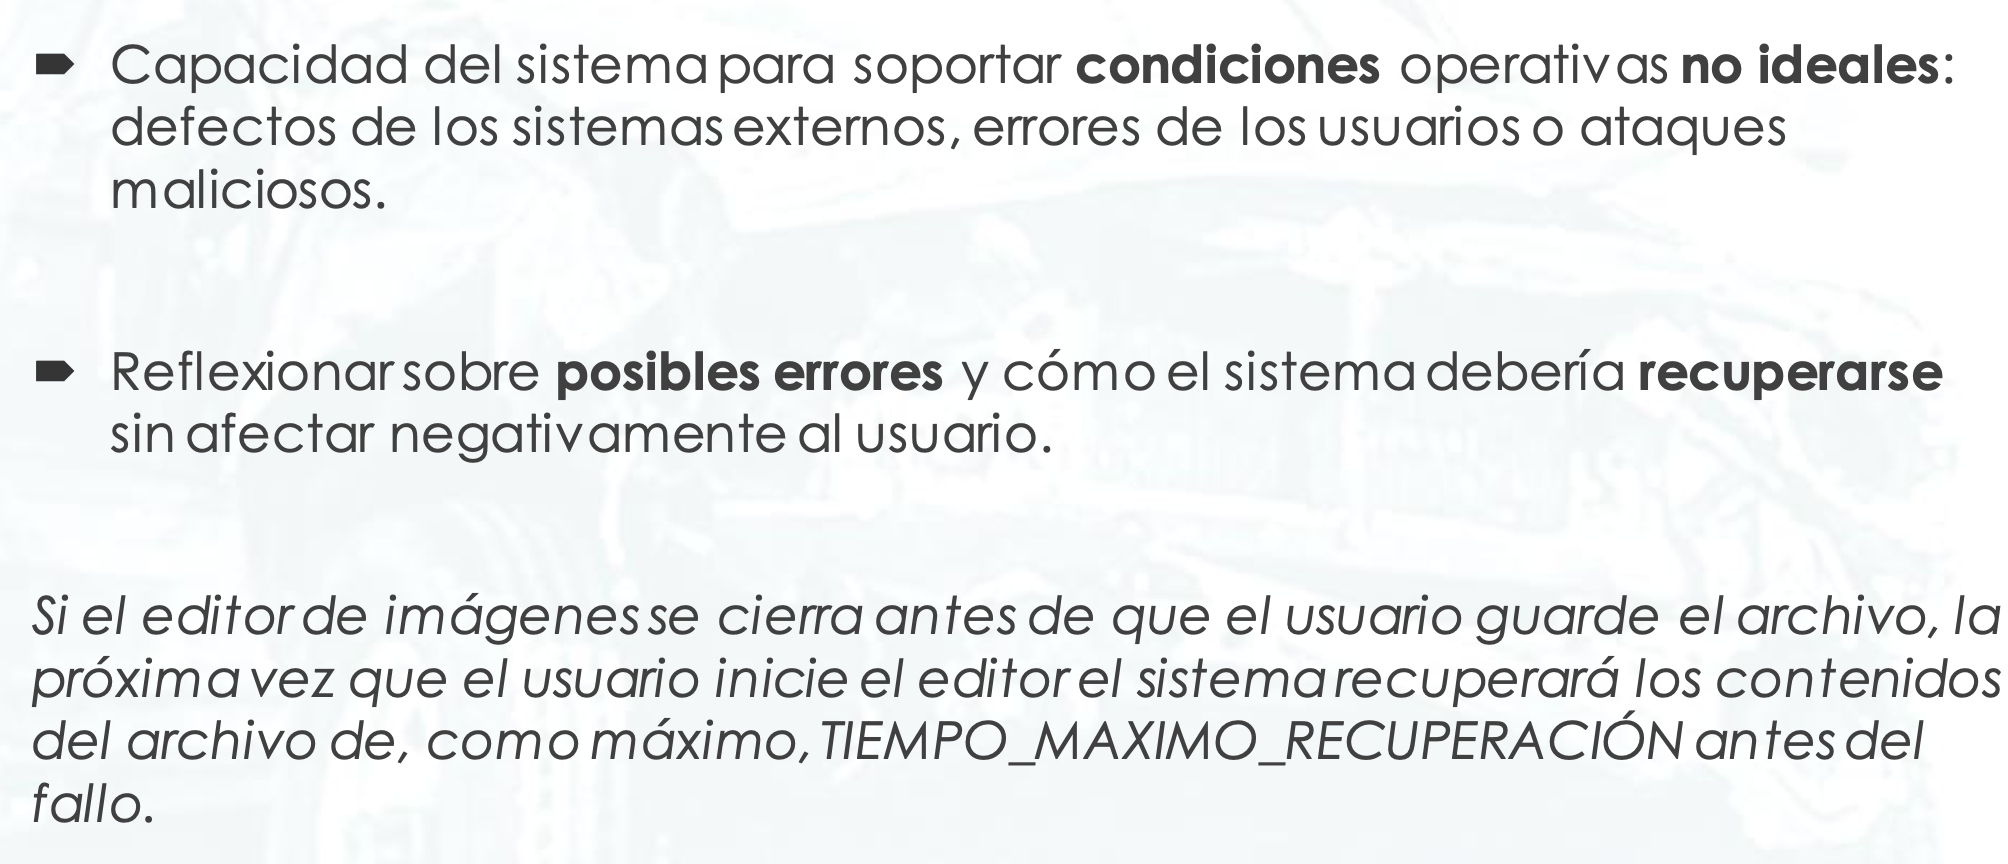 Capacidad del sistema para soportar condiciones operativas no ideales:
defectos de los sistemas externos, errores de los usuarios o ataques
maliciosos.
Reflexionar sobre posibles errores y cómo el sistema debería recuperarse
sin afectar negativamente al usuario.
Si el editor de imágenes se cierra antes de que el usuario guarde el archivo, la
próxima vez que el usuario inicie el editor el sistema recuperará los contenidos
del archivo de, como máximo, TIEMPO_MAXIMO_RECUPERACIÓN antes del
fallo.